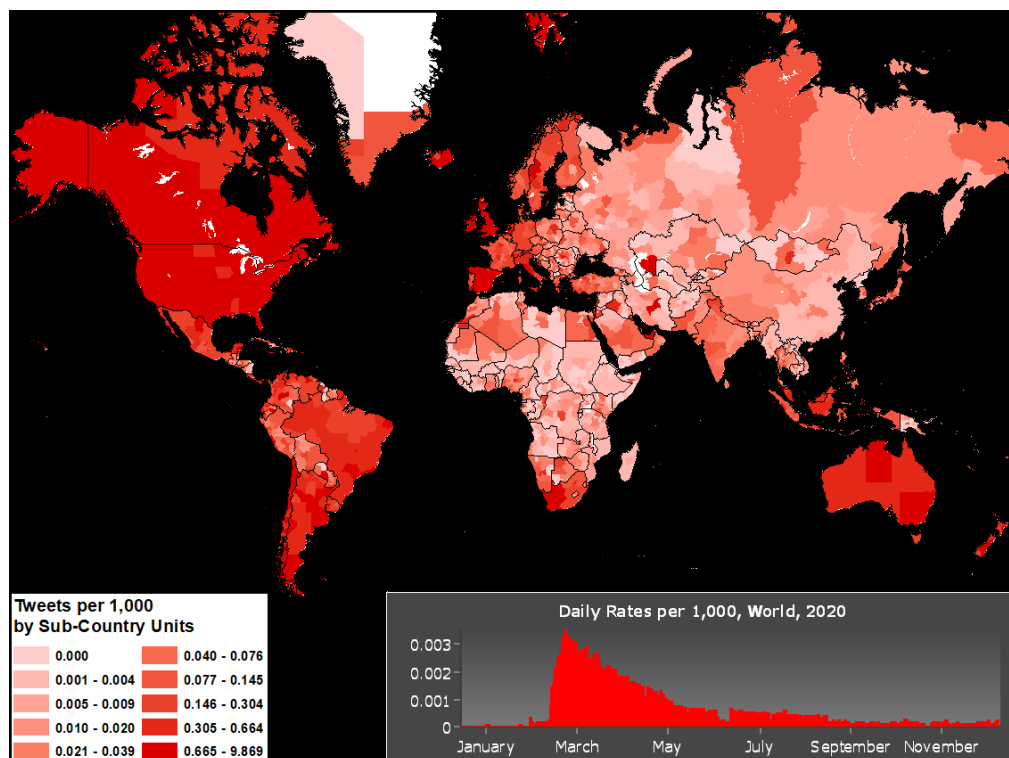 Tweets per 1,000
by Sub-Country Units
0.000
0.001 - 0.004
0.005 - 0.009
0.010 - 0.020
0.021 - 0.039
0.040 - 0.076
0.077 - 0.145
0.146 - 0.304
0.305 - 0.664
0.665 - 9.869
Daily Rates per 1,000, World, 2020
0.003
0.002
0.001
0
January March May July September November